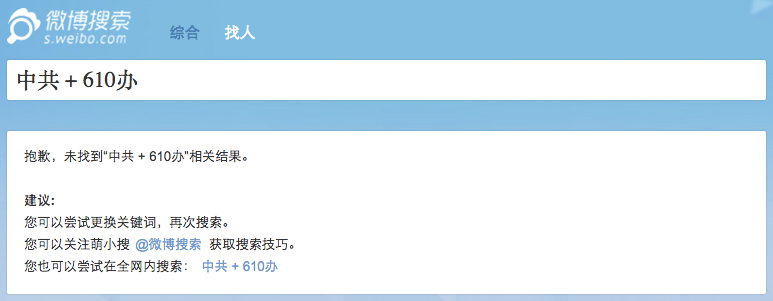 微博搜索
s.weibo.com
综合 找人
中共 + 610办
抱歉，未找到“中共 + 610办”相关结果。
建议:
您可以尝试更换关键词，再次搜索。
您可以关注萌小搜 @微博搜索 获取搜索技巧。
您也可以尝试在全网内搜索： 中共 + 610办